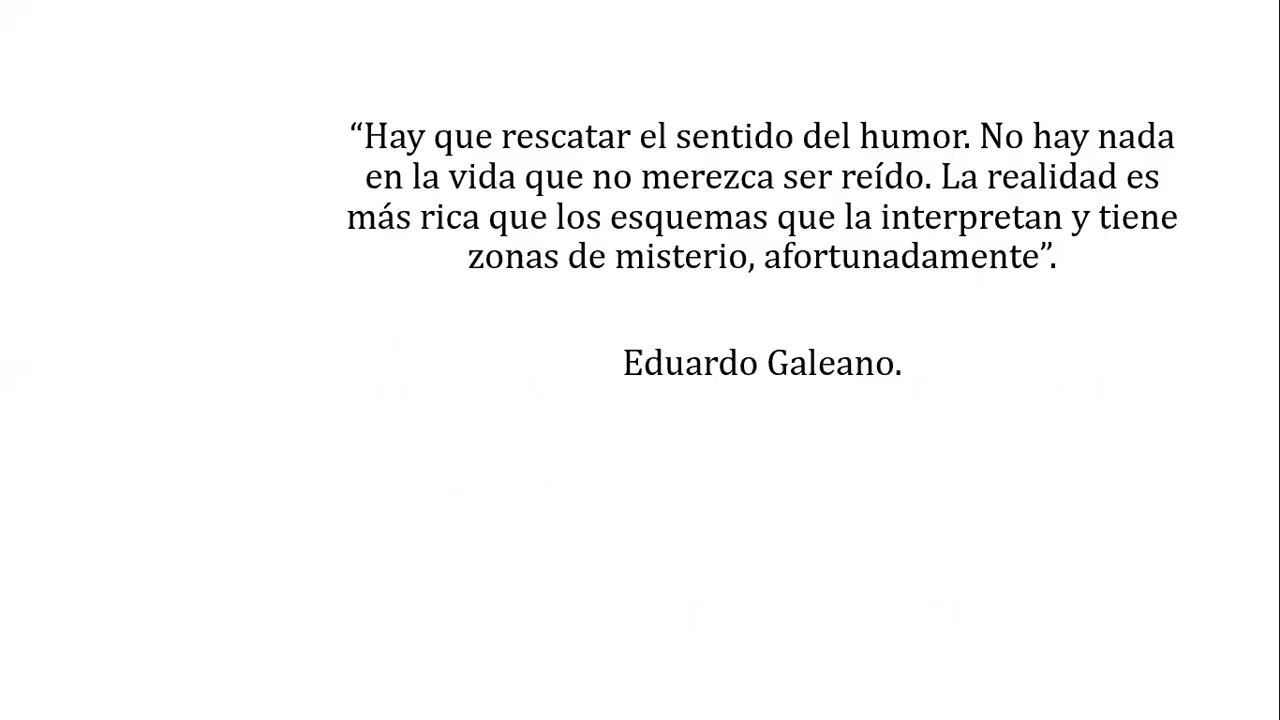 “Hay que rescatar el sentido del humor. No hay nada
en la vida que no merezca ser reído. La realidad es
más rica que los esquemas que la interpretan y tiene
zonas de misterio, afortunadamente”.
Eduardo Galeano.